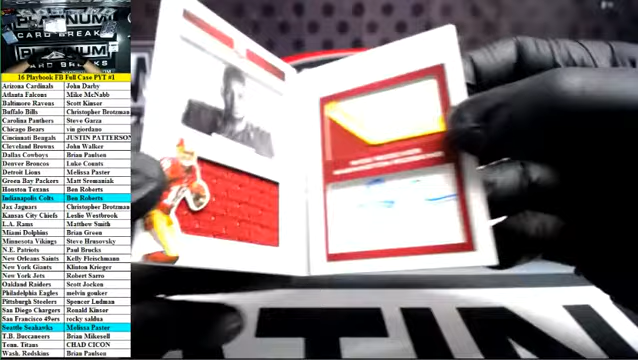 PLATINUM
CARD BREAKS
PLATINUM
CARD BREAKS
16 Playbook FB Full Case PYT #1
Arizona Cardinals John Darby
Atlanta Falcons Mike McNabb
Baltimore Ravens Scott Kinser
Buffalo Bills Christopher Brotzman
Carolina Panthers Steve Garza
Chicago Bears vin giordano
Cincinnati Bengals JUSTIN PATTERSON
Cleveland Browns John Walker
Dallas Cowboys Brian Paulsen
Denver Broncos Luke Counts
Detroit Lions Melissa Paster
Green Bay Packers Matt Sremaniak
Houston Texans Ben Roberts
Indianapolis Colts Ben Roberts
Jax Jaguars Christopher Brotzman
Kansas City Chiefs Leslie Westbrook
L.A. Rams Matthew Smith
Miami Dolphins Brian Green
Minnesota Vikings Steve Hrusovsky
N.E. Patriots Paul Brucks
New Orleans Saints Kelly Fleischmann
New York Giants Klinton Krieger
New York Jets Robert Sarro
Oakland Raiders Scott Jocken
Philadelphia Eagles melvin gonker
Pittsburgh Steelers Spencer Ludman
San Diego Chargers Ronald Kinser
San Francisco 49ers rocky saldua
Seattle Seahawks Melissa Paster
T.B. Buccaneers Brian Mikesell
Tenn. Titans CHAD CICON
Wash. Redskins Brian Paulsen